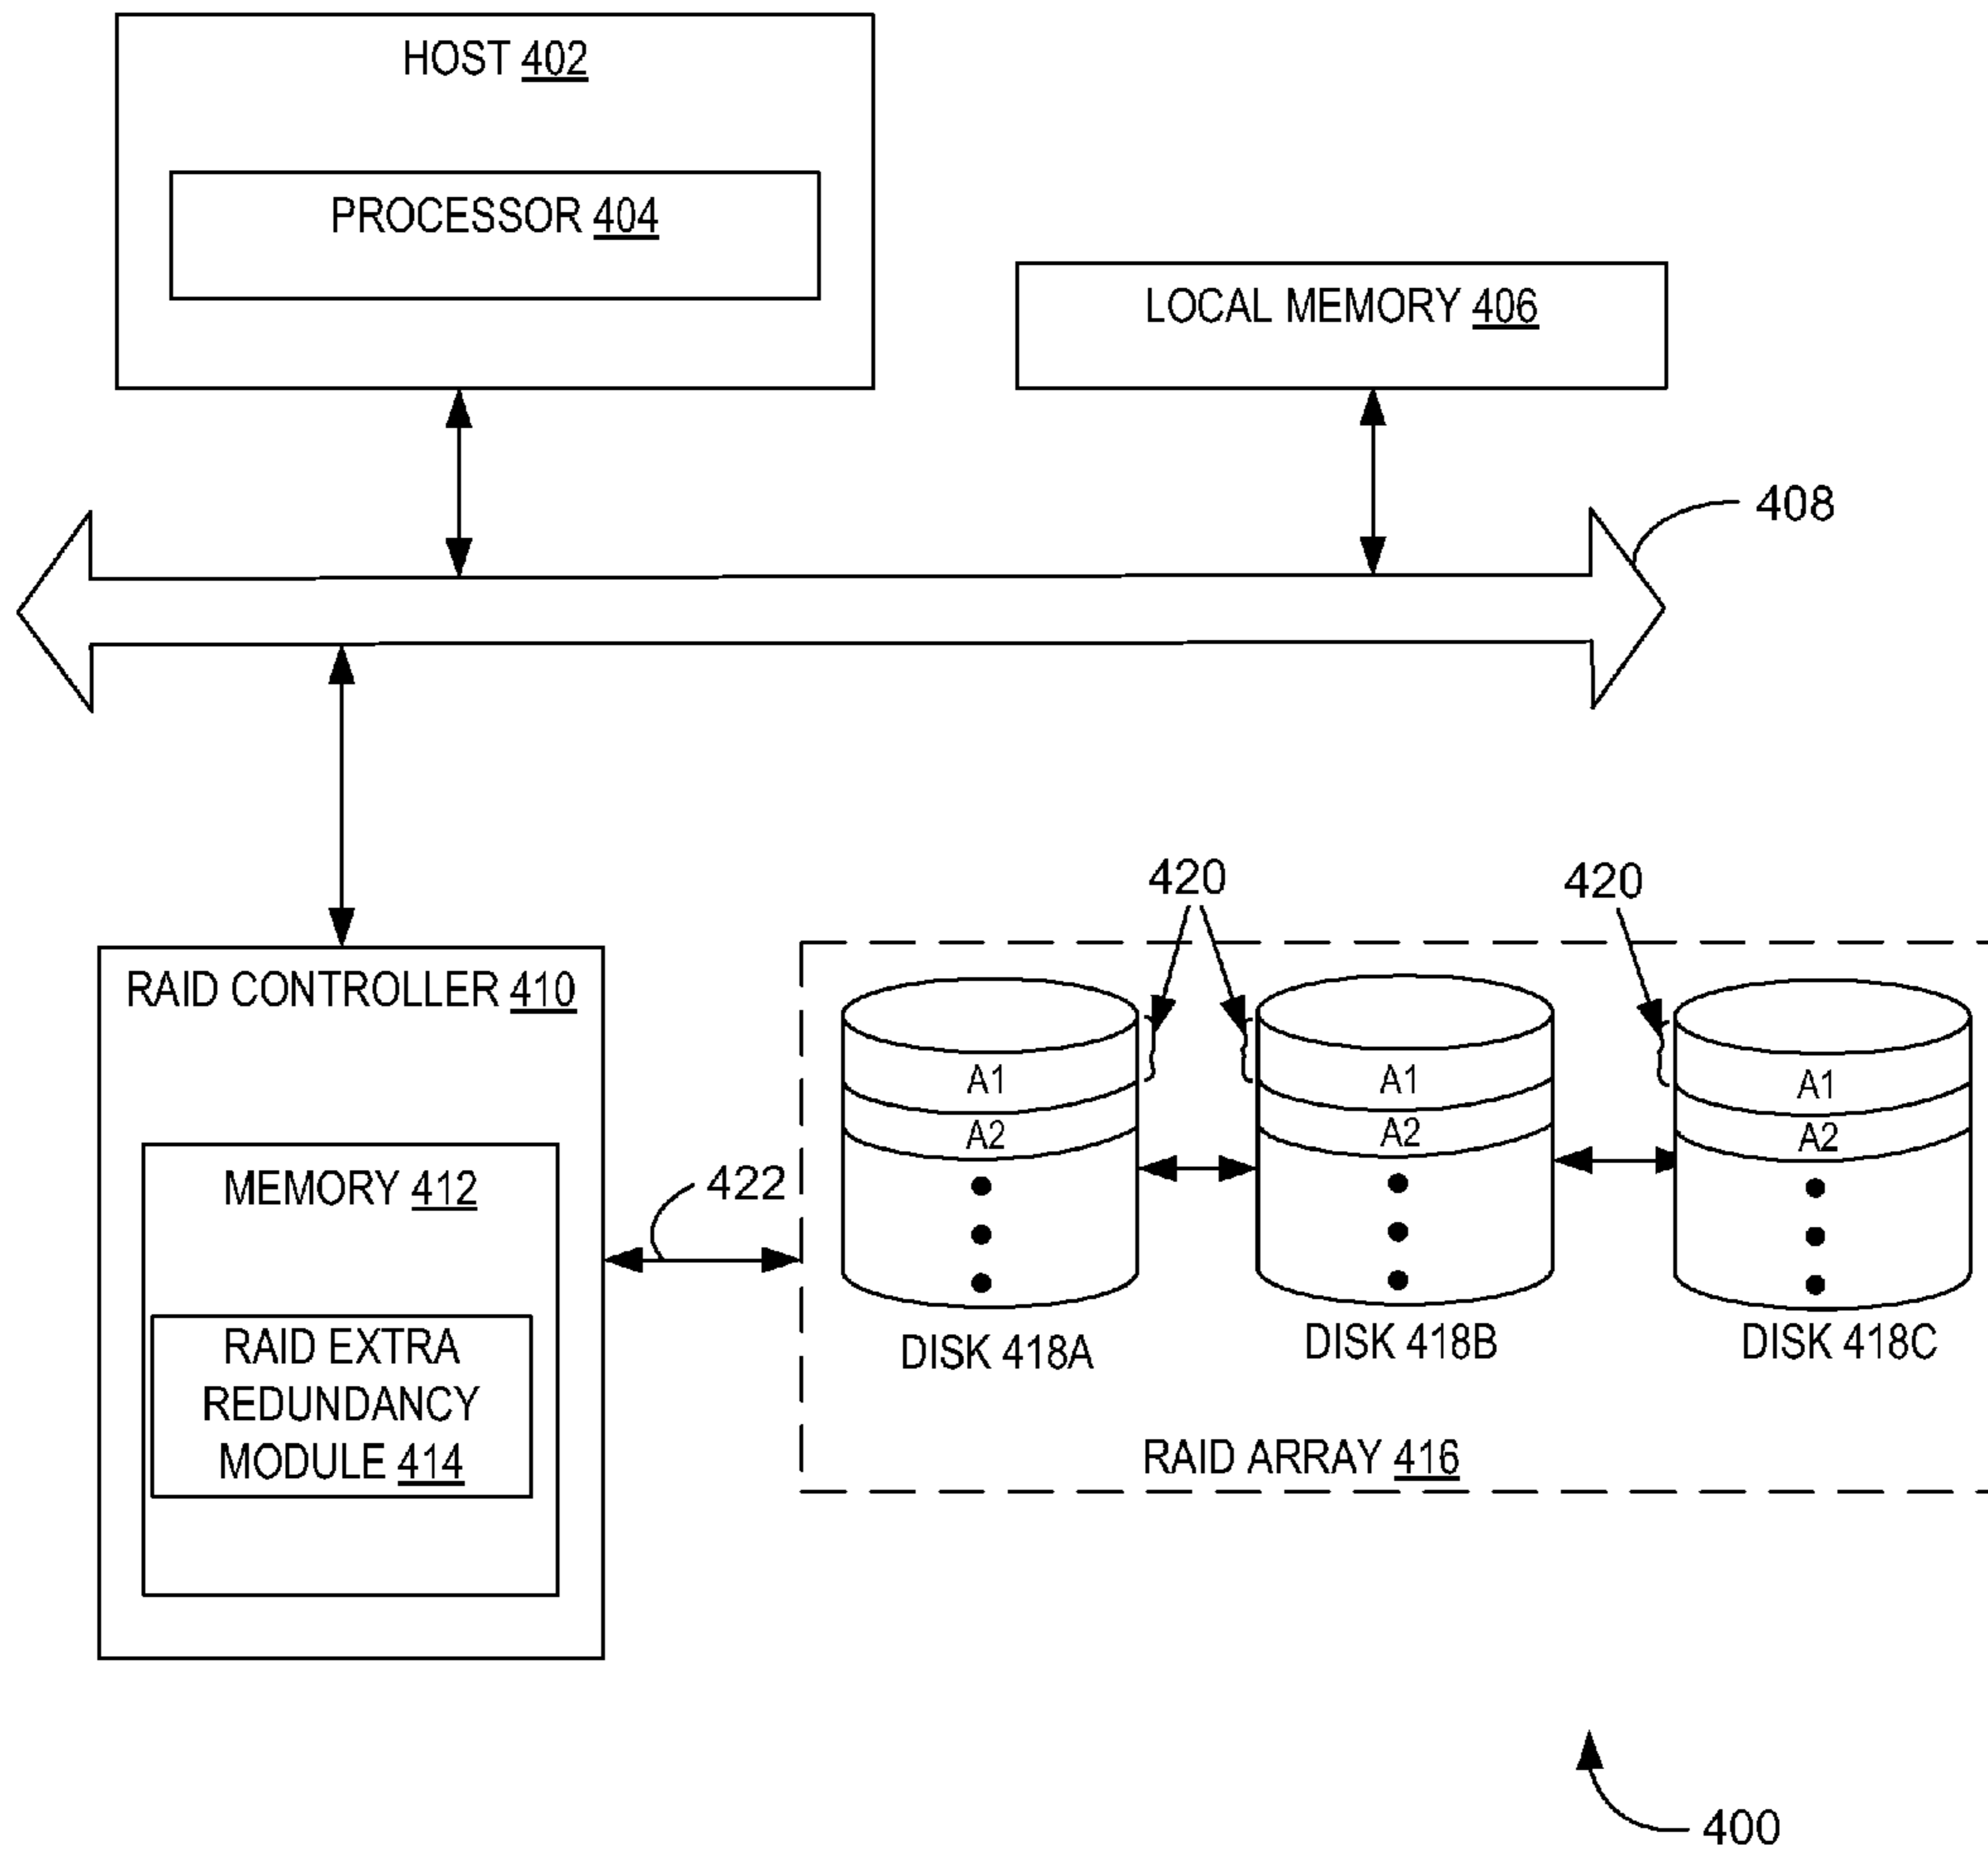 HOST 402
PROCESSOR 404
LOCAL MEMORY 406
408
420
420
RAID CONTROLLER 410
MEMORY 412
RAID EXTRA
REDUNDANCY
MODULE 414
422
A1
A2
DISK 418A
A1
A2
DISK 418B
A1
A2
DISK 418C
RAID ARRAY 416
400